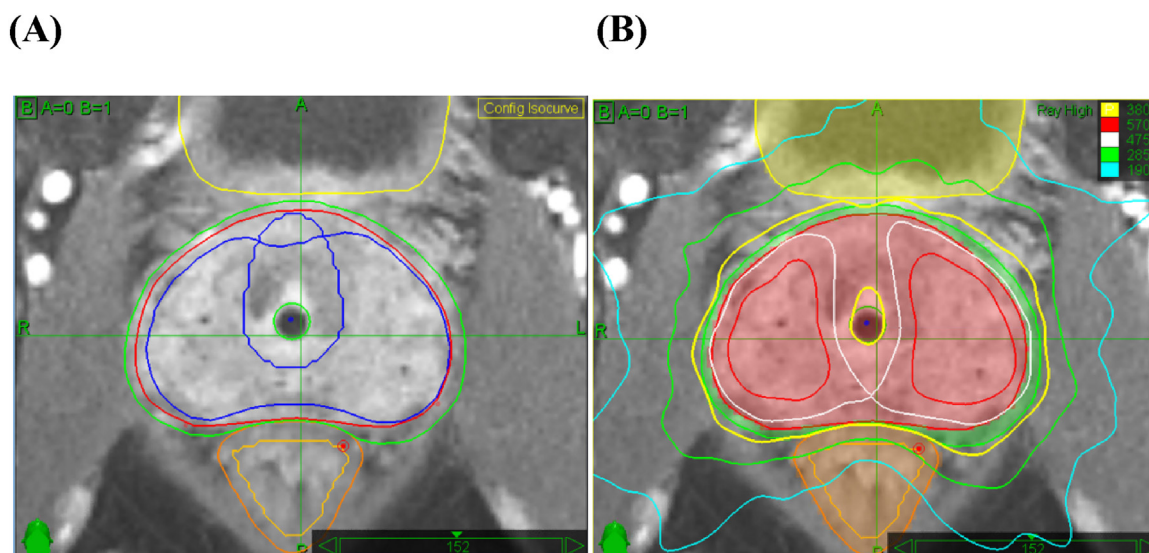 (A)
(B)
B A=0 B=1
A
Config Isocurve
R
L
152
B A=0 B=1
A
Ray High
P
380
570
475
285
190
R
152